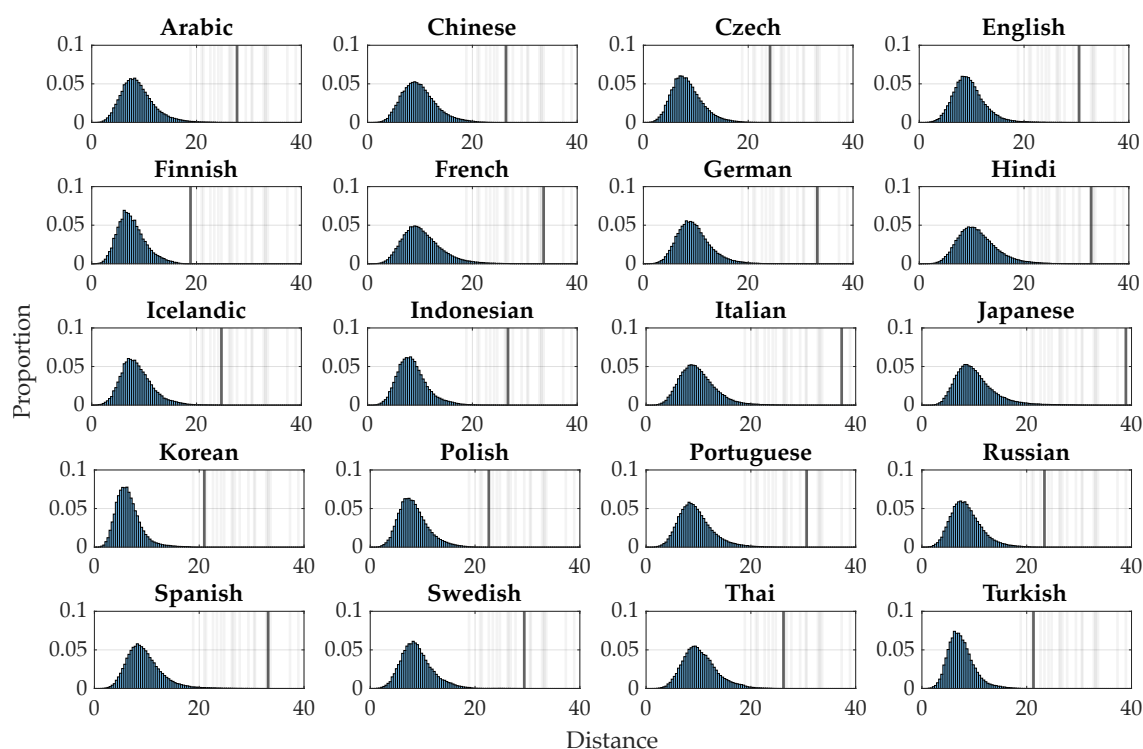 Arabic Chinese Czech English
0.1 0.1 0.1 0.1
0.05 0.05 0.05 0.05
0 0 0 0
0 20 40 0 20 40 0 20 40 0 20 40
Finnish French German Hindi
0.1 0.1 0.1 0.1
0.05 0.05 0.05 0.05
0 0 0 0
0 20 40 0 20 40 0 20 40 0 20 40
Icelandic Indonesian Italian Japanese
0.1 0.1 0.1 0.1
0.05 0.05 0.05 0.05
0 0 0 0
0 20 40 0 20 40 0 20 40 0 20 40
Proportion
Korean Polish Portuguese Russian
0.1 0.1 0.1 0.1
0.05 0.05 0.05 0.05
0 0 0 0
0 20 40 0 20 40 0 20 40 0 20 40
Spanish Swedish Thai Turkish
0.1 0.1 0.1 0.1
0.05 0.05 0.05 0.05
0 0 0 0
0 20 40 0 20 40 0 20 40 0 20 40
Distance